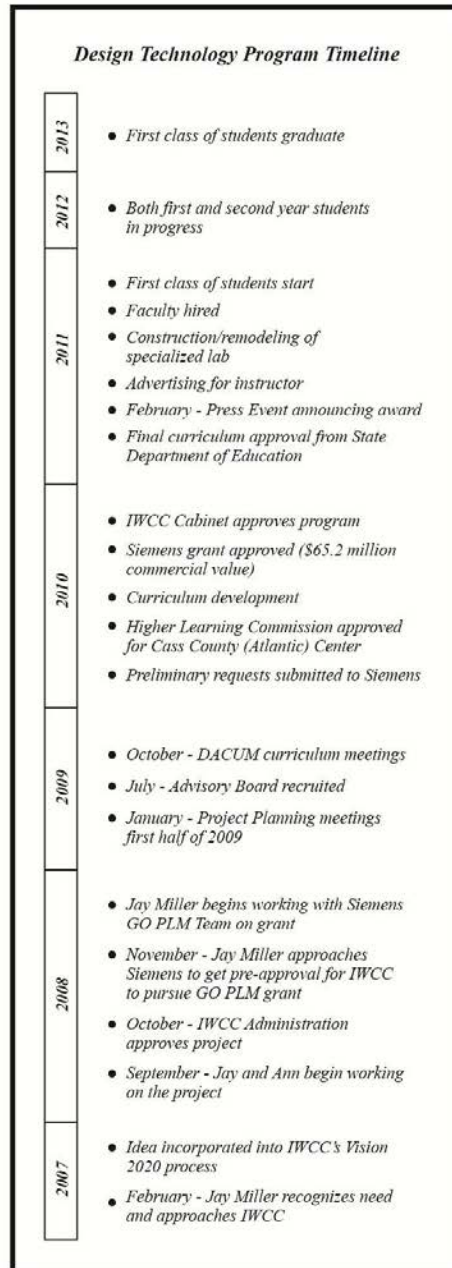 Design Technology Program Timeline
2013
• First class of students graduate
2012
• Both first and second year students
in progress
2011
• First class of students start
• Faculty hired
• Construction/remodeling of
specialized lab
• Advertising for instructor
• February - Press Event announcing award
• Final curriculum approval from State
Department of Education
2010
• IWCC Cabinet approves program
• Siemens grant approved ($65.2 million
commercial value)
• Curriculum development
• Higher Learning Commission approved
for Cass County (Atlantic) Center
• Preliminary requests submitted to Siemens
2009
• October - DACUM curriculum meetings
• July - Advisory Board recruited
• January - Project Planning meetings
first half of 2009
2008
• Jay Miller begins working with Siemens
GO PLM Team on grant
• November - Jay Miller approaches
Siemens to get pre-approval for IWCC
to pursue GO PLM grant
• October - IWCC Administration
approves project
• September - Jay and Ann begin working
on the project
2007
• Idea incorporated into IWCC's Vision
2020 process
• February - Jay Miller recognizes need
and approaches IWCC